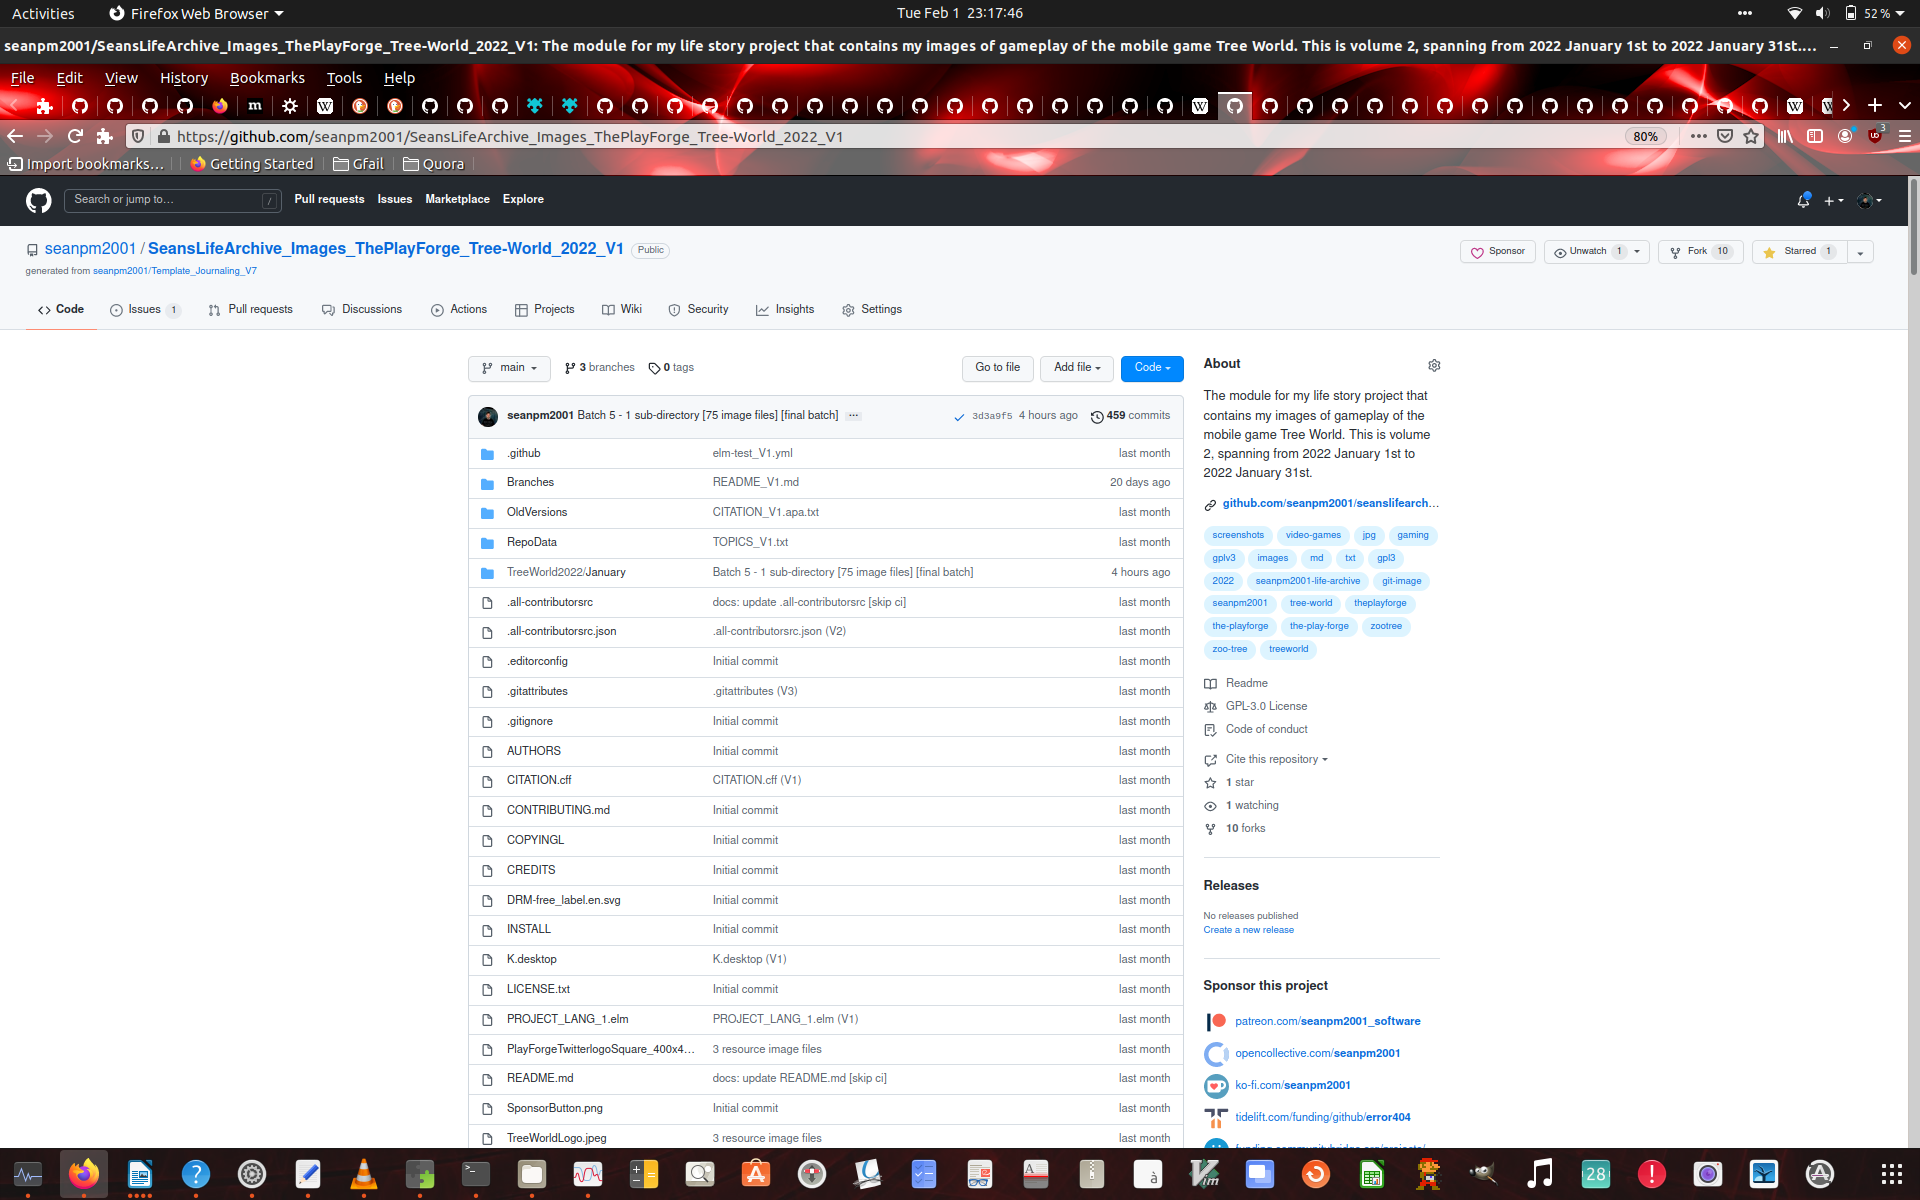 Activities
Firefox Web Browser
Tue Feb 1 23:17:46
52 %
seanpm2001/SeansLifeArchive_Images_ThePlayForge_Tree-World_2022_V1: The module for my life story project that contains my images of gameplay of the mobile game Tree World. This is volume 2, spanning from 2022 January 1st to 2022 January 31st....
File Edit View History Bookmarks Tools Help
https://github.com/seanpm2001/SeansLifeArchive_Images_ThePlayForge_Tree-World_2022_V1
80%
3
Import bookmarks... Getting Started Gfail Quora
Search or jump to... /
Pull requests Issues Marketplace Explore
seanpm2001 / SeansLifeArchive_Images_ThePlayForge_Tree-World_2022_V1 Public
Sponsor Unwatch 1 Fork 10 Starred 1
generated from seanpm2001/Template_Journaling_V7
Code Issues 1 Pull requests Discussions Actions Projects Wiki Security Insights Settings
main 3 branches 0 tags Go to file Add file Code
seanpm2001 Batch 5 - 1 sub-directory [75 image files] [final batch] ... 3d3a9f5 4 hours ago 459 commits
.github elm-test_V1.yml last month
Branches README_V1.md 20 days ago
OldVersions CITATION_V1.apa.txt last month
RepoData TOPICS_V1.txt last month
TreeWorld2022/January Batch 5 - 1 sub-directory [75 image files] [final batch] 4 hours ago
.all-contributorsrc docs: update .all-contributorsrc [skip ci] last month
.all-contributorsrc.json .all-contributorsrc.json (V2) last month
.editorconfig Initial commit last month
.gitattributes .gitattributes (V3) last month
.gitignore Initial commit last month
AUTHORS Initial commit last month
CITATION.cff CITATION.cff (V1) last month
CONTRIBUTING.md Initial commit last month
COPYINGL Initial commit last month
CREDITS Initial commit last month
DRM-free_label.en.svg Initial commit last month
INSTALL Initial commit last month
K.desktop K.desktop (V1) last month
LICENSE.txt Initial commit last month
PROJECT_LANG_1.elm PROJECT_LANG_1.elm (V1) last month
PlayForgeTwitterlogoSquare_400x4... 3 resource image files last month
README.md docs: update README.md [skip ci] last month
SponsorButton.png Initial commit last month
TreeWorldLogo.jpeg 3 resource image files last month
About
The module for my life story project that
contains my images of gameplay of the
mobile game Tree World. This is volume
2, spanning from 2022 January 1st to
2022 January 31st.
github.com/seanpm2001/seanslifearch...
screenshots video-games jpg gaming
gplv3 images md txt gpl3
2022 seanpm2001-life-archive git-image
seanpm2001 tree-world theplayforge
the-playforge the-play-forge zootree
zoo-tree treeworld
Readme
GPL-3.0 License
Code of conduct
Cite this repository
1 star
1 watching
10 forks
Releases
No releases published
Create a new release
Sponsor this project
patreon.com/seanpm2001_software
opencollective.com/seanpm2001
ko-fi.com/seanpm2001
tidelift.com/funding/github/error404
28